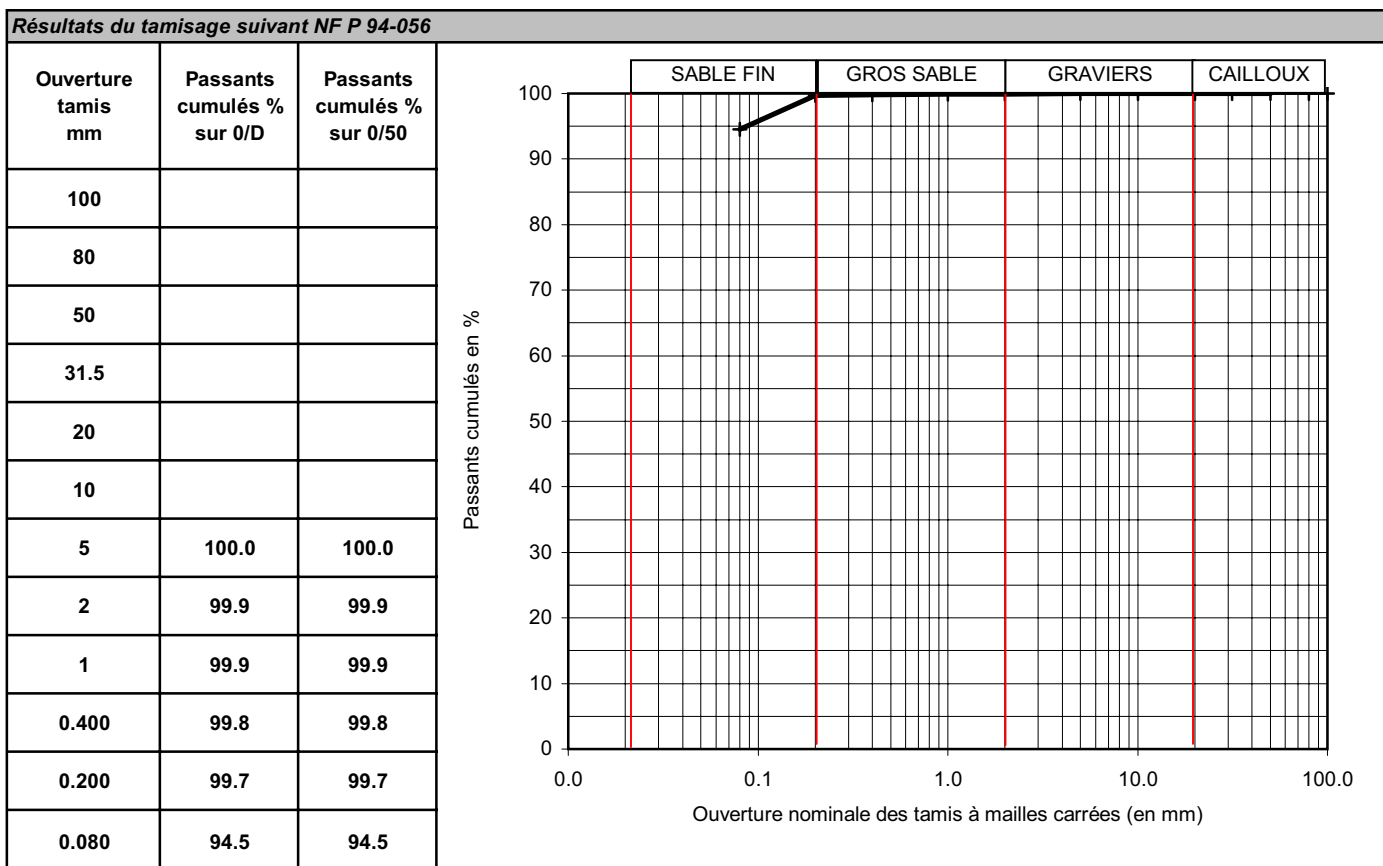 Résultats du tamisage suivant NF P 94-056
Ouverture tamis mm
Passants cumulés % sur 0/D
Passants cumulés % sur 0/50
100
80
50
31.5
20
10
5 100.0 100.0
2 99.9 99.9
1 99.9 99.9
0.400 99.8 99.8
0.200 99.7 99.7
0.080 94.5 94.5
SABLE FIN GROS SABLE GRAVIERS CAILLOUX
Passants cumulés en %
100
90
80
70
60
50
40
30
20
10
0
0.0 0.1 1.0 10.0 100.0
Ouverture nominale des tamis à mailles carrées (en mm)